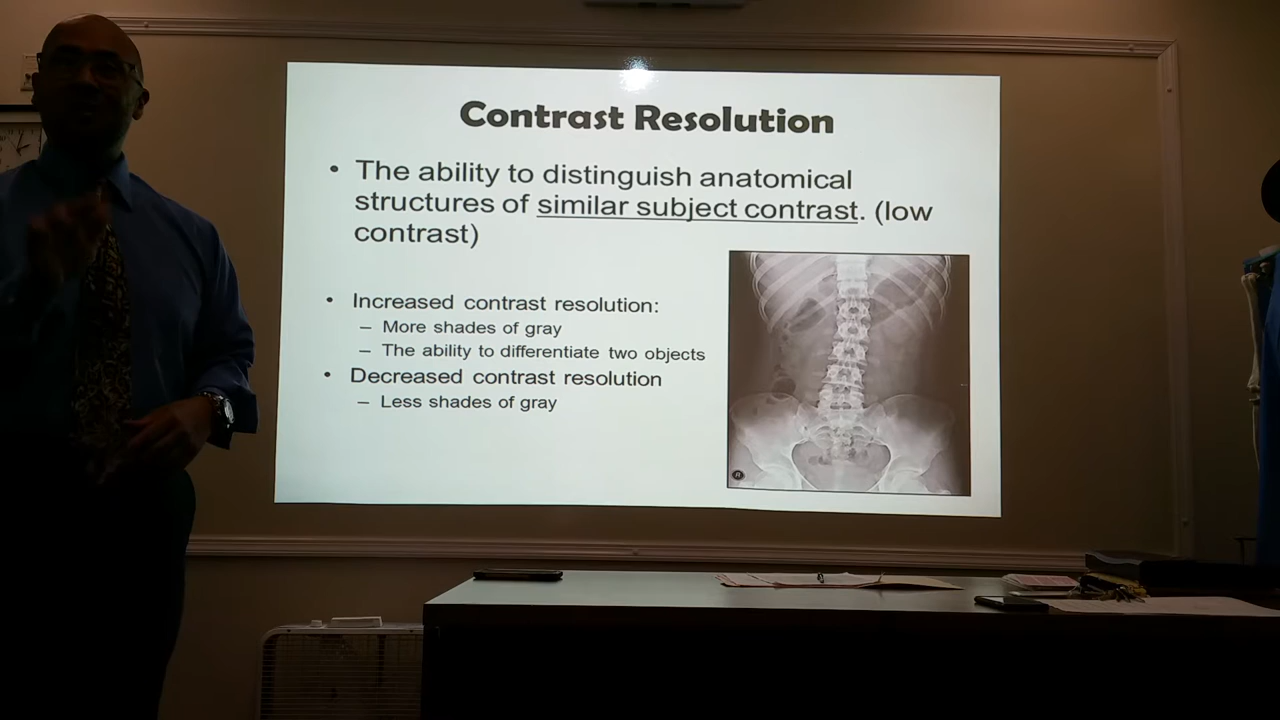 Contrast Resolution
• The ability to distinguish anatomical
structures of similar subject contrast. (low
contrast)
• Increased contrast resolution:
– More shades of gray
– The ability to differentiate two objects
• Decreased contrast resolution
– Less shades of gray